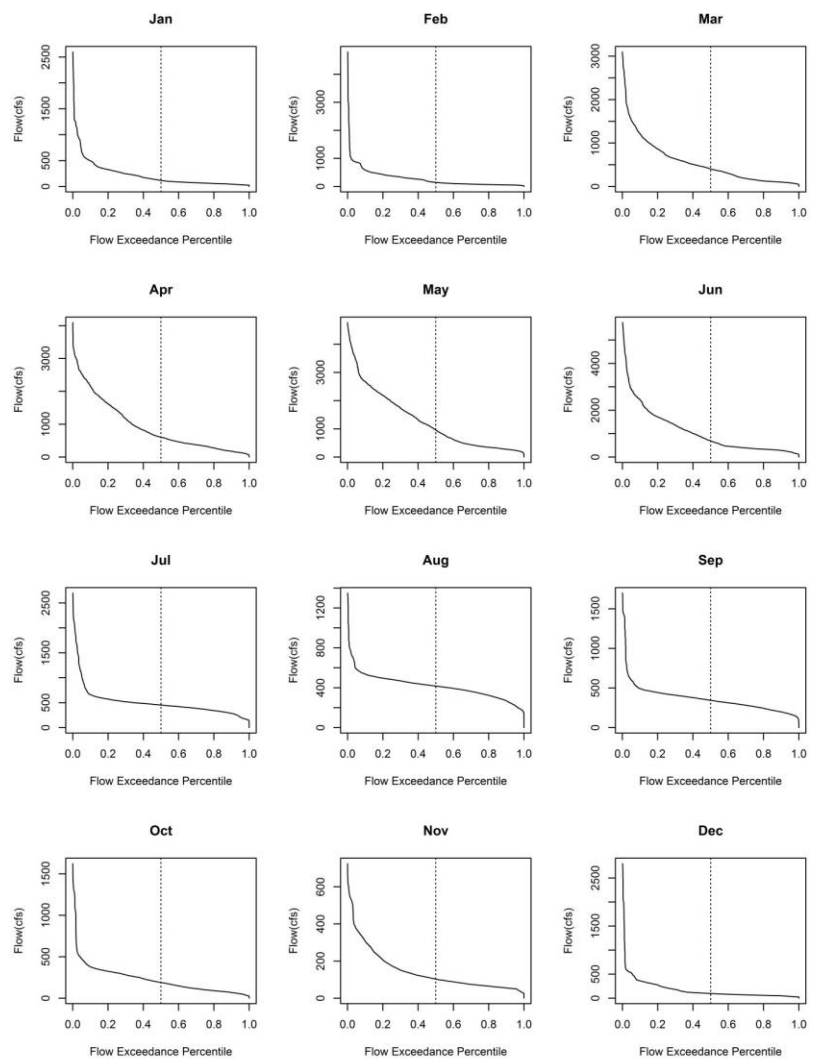 Jan
Flow(cfs)
2500
1500
500
0
0.0 0.2 0.4 0.6 0.8 1.0
Flow Exceedance Percentile
Feb
Flow(cfs)
3000
1000
0
0.0 0.2 0.4 0.6 0.8 1.0
Flow Exceedance Percentile
Mar
Flow(cfs)
3000
2000
1000
0
0.0 0.2 0.4 0.6 0.8 1.0
Flow Exceedance Percentile
Apr
Flow(cfs)
3000
1000
0
0.0 0.2 0.4 0.6 0.8 1.0
Flow Exceedance Percentile
May
Flow(cfs)
3000
1000
0
0.0 0.2 0.4 0.6 0.8 1.0
Flow Exceedance Percentile
Jun
Flow(cfs)
4000
2000
0
0.0 0.2 0.4 0.6 0.8 1.0
Flow Exceedance Percentile
Jul
Flow(cfs)
2500
1500
500
0
0.0 0.2 0.4 0.6 0.8 1.0
Flow Exceedance Percentile
Aug
Flow(cfs)
1200
800
400
0
0.0 0.2 0.4 0.6 0.8 1.0
Flow Exceedance Percentile
Sep
Flow(cfs)
1500
1000
500
0
0.0 0.2 0.4 0.6 0.8 1.0
Flow Exceedance Percentile
Oct
Flow(cfs)
1500
1000
500
0
0.0 0.2 0.4 0.6 0.8 1.0
Flow Exceedance Percentile
Nov
Flow(cfs)
600
400
200
0
0.0 0.2 0.4 0.6 0.8 1.0
Flow Exceedance Percentile
Dec
Flow(cfs)
2500
1500
500
0
0.0 0.2 0.4 0.6 0.8 1.0
Flow Exceedance Percentile